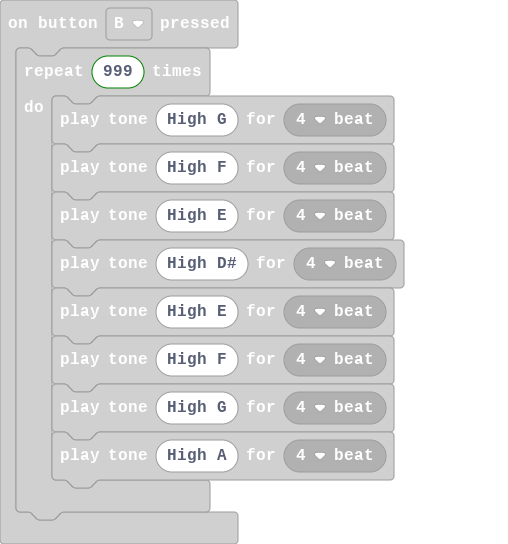 on button B pressed
repeat 999 times
do
play tone High G for 4 beat
play tone High F for 4 beat
play tone High E for 4 beat
play tone High D# for 4 beat
play tone High E for 4 beat
play tone High F for 4 beat
play tone High G for 4 beat
play tone High A for 4 beat